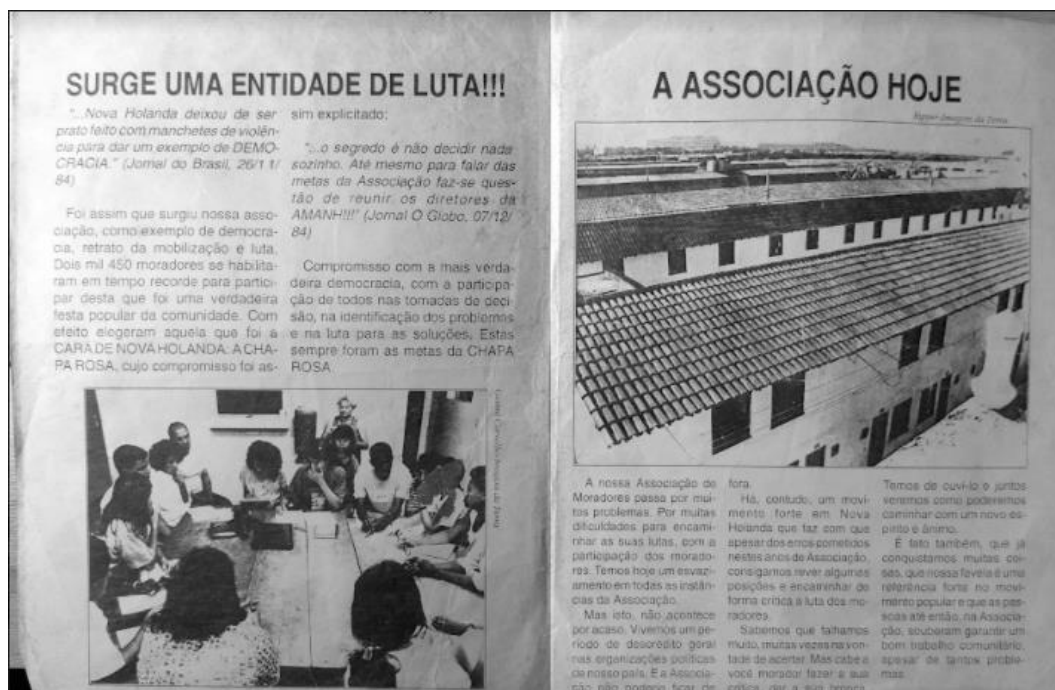 SURGE UMA ENTIDADE DE LUTA!!!
"...Nova Holanda deixou de ser
prato feito com manchetes de violên-
cia para dar um exemplo de DEMO-
CRACIA." (Jornal do Brasil, 26/11/
84)
Foi assim que surgiu nossa asso-
ciação, como exemplo de democra-
cia, retrato da mobilização e luta.
Dois mil 450 moradores se habilita-
ram em tempo recorde para partici-
par desta que foi uma verdadeira
festa popular da comunidade. Com
efeito elegeram aquela que foi a
CARA DE NOVA HOLANDA: A CHA-
PA ROSA, cujo compromisso foi as-
sim explicitado:
"...o segredo é não decidir nada
sozinho. Até mesmo para falar das
metas da Associação faz-se ques-
tão de reunir os diretores da
AMANH!!!" (Jornal O Globo, 07/12/
84)
Compromisso com a mais verda-
deira democracia, com a participa-
ção de todos nas tomadas de deci-
são, na identificação dos problemas
e na luta para as soluções. Estas
sempre foram as metas da CHAPA
ROSA.
A ASSOCIAÇÃO HOJE
Imagem da Terra
A nossa Associação de
Moradores passa por mui-
tos problemas. Por muitas
dificuldades para encami-
nhar as suas lutas, com a
participação dos morado-
res. Temos hoje um esvazi-
amento em todas as instân-
cias da Associação.
Mas isto, não acontece
por acaso. Vivemos um pe-
ríodo de descrédito geral
nas organizações políticas
de nosso país. E a Associa-
ção não poderia ficar de
fora.
Há, contudo, um movi-
mento forte em Nova
Holanda que faz com que
apesar dos erros cometidos
nestes anos de Associação,
consigamos rever algumas
posições e encaminhar de
forma crítica a luta dos mo-
radores.
Sabemos que falhamos
muito, muitas vezes na von-
tade de acertar. Mas cabe a
você morador fazer a sua
crítica, dar a sua bronca.
Temos de ouvi-lo e juntos
veremos como poderemos
caminhar com um novo es-
pírito e ânimo.
É fato também, que já
conquistamos muitas coi-
sas, que nossa favela é uma
referência forte no movi-
mento popular e que as pes-
soas até então, na Associa-
ção, souberam garantir um
bom trabalho comunitário,
apesar de tantos proble-
mas.